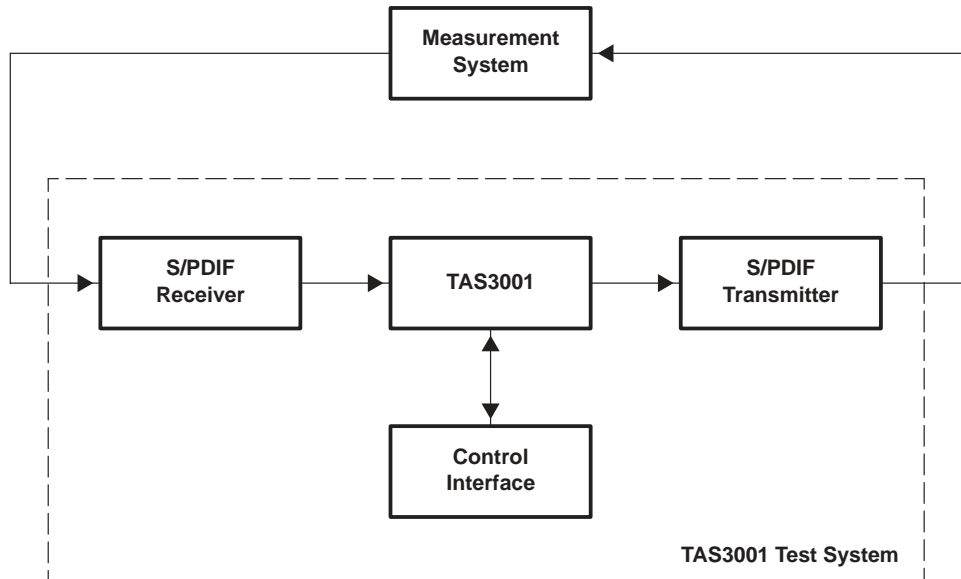 Measurement
System
S/PDIF
Receiver
TAS3001
S/PDIF
Transmitter
Control
Interface
TAS3001 Test System